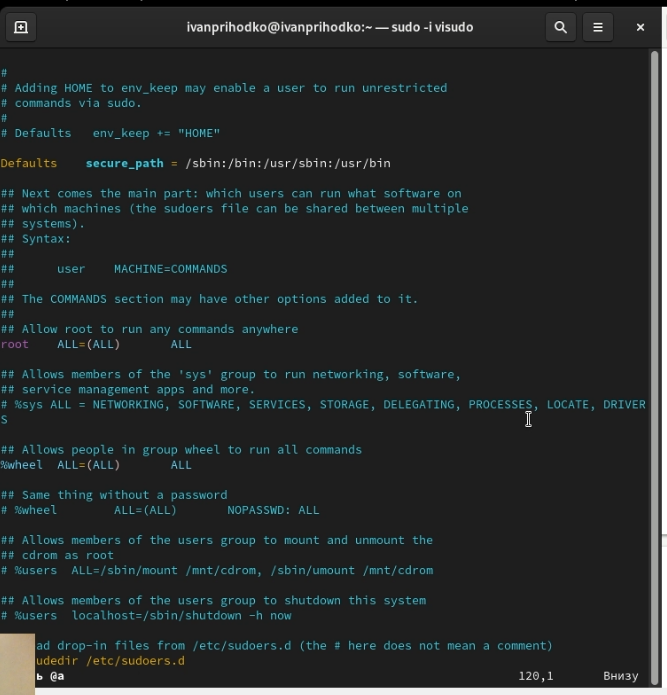 ivanprihodko@ivanprihodko:~ — sudo -i visudo
#
# Adding HOME to env_keep may enable a user to run unrestricted
# commands via sudo.
#
# Defaults   env_keep += "HOME"
Defaults    secure_path = /sbin:/bin:/usr/sbin:/usr/bin
## Next comes the main part: which users can run what software on
## which machines (the sudoers file can be shared between multiple
## systems).
## Syntax:
##
##      user    MACHINE=COMMANDS
##
## The COMMANDS section may have other options added to it.
##
## Allow root to run any commands anywhere
root    ALL=(ALL)       ALL
## Allows members of the 'sys' group to run networking, software,
## service management apps and more.
# %sys ALL = NETWORKING, SOFTWARE, SERVICES, STORAGE, DELEGATING, PROCESSES, LOCATE, DRIVER
S
## Allows people in group wheel to run all commands
%wheel  ALL=(ALL)       ALL
## Same thing without a password
# %wheel        ALL=(ALL)       NOPASSWD: ALL
## Allows members of the users group to mount and unmount the
## cdrom as root
# %users  ALL=/sbin/mount /mnt/cdrom, /sbin/umount /mnt/cdrom
## Allows members of the users group to shutdown this system
# %users  localhost=/sbin/shutdown -h now
ad drop-in files from /etc/sudoers.d (the # here does not mean a comment)
udedir /etc/sudoers.d
ь @a 120,1 Внизу